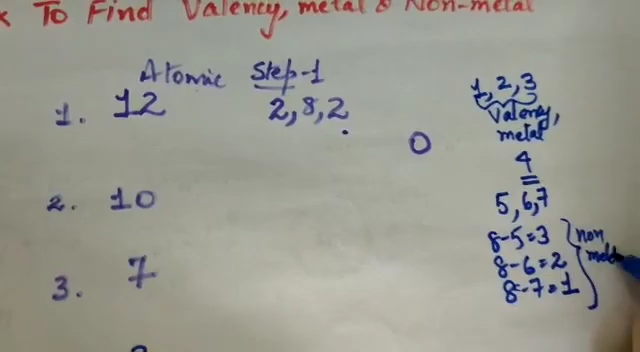 × To Find Valency, metal & Non-metal
Atomic Step-1
1. 12 2,8,2
2. 10
3. 7
0
1,2,3
Valency,
metal
4
5,6,7
8-5=3
8-6=2
8-7=1
non